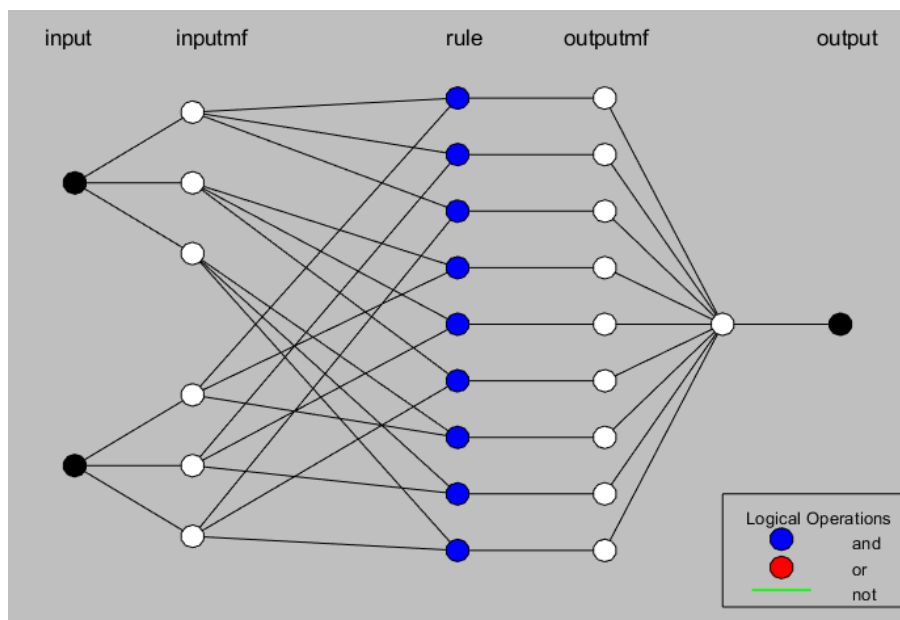 input inputmf rule outputmf output
Logical Operations
and
or
not